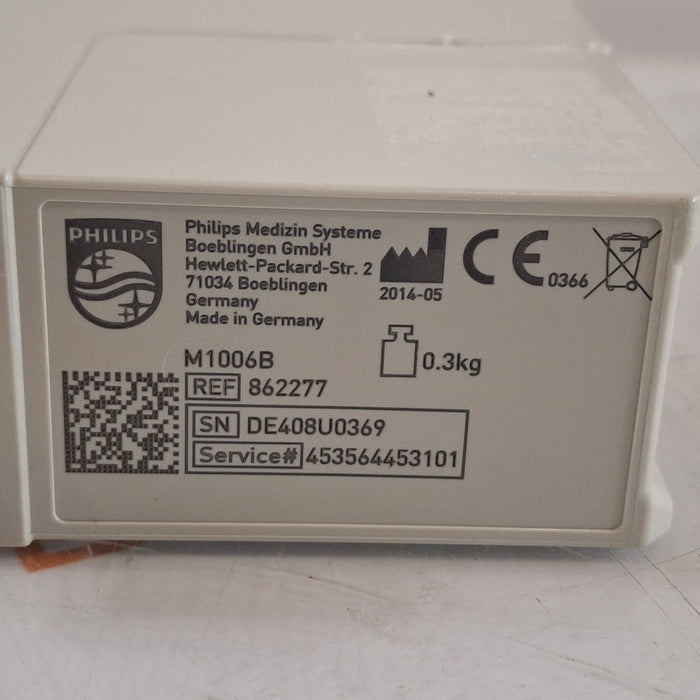 PHILIPS
Philips Medizin Systeme
Boeblingen GmbH
Hewlett-Packard-Str. 2
71034 Boeblingen
Germany
Made in Germany
2014-05
CE 0366
M1006B
0.3kg
REF 862277
SN DE408U0369
Service# 453564453101